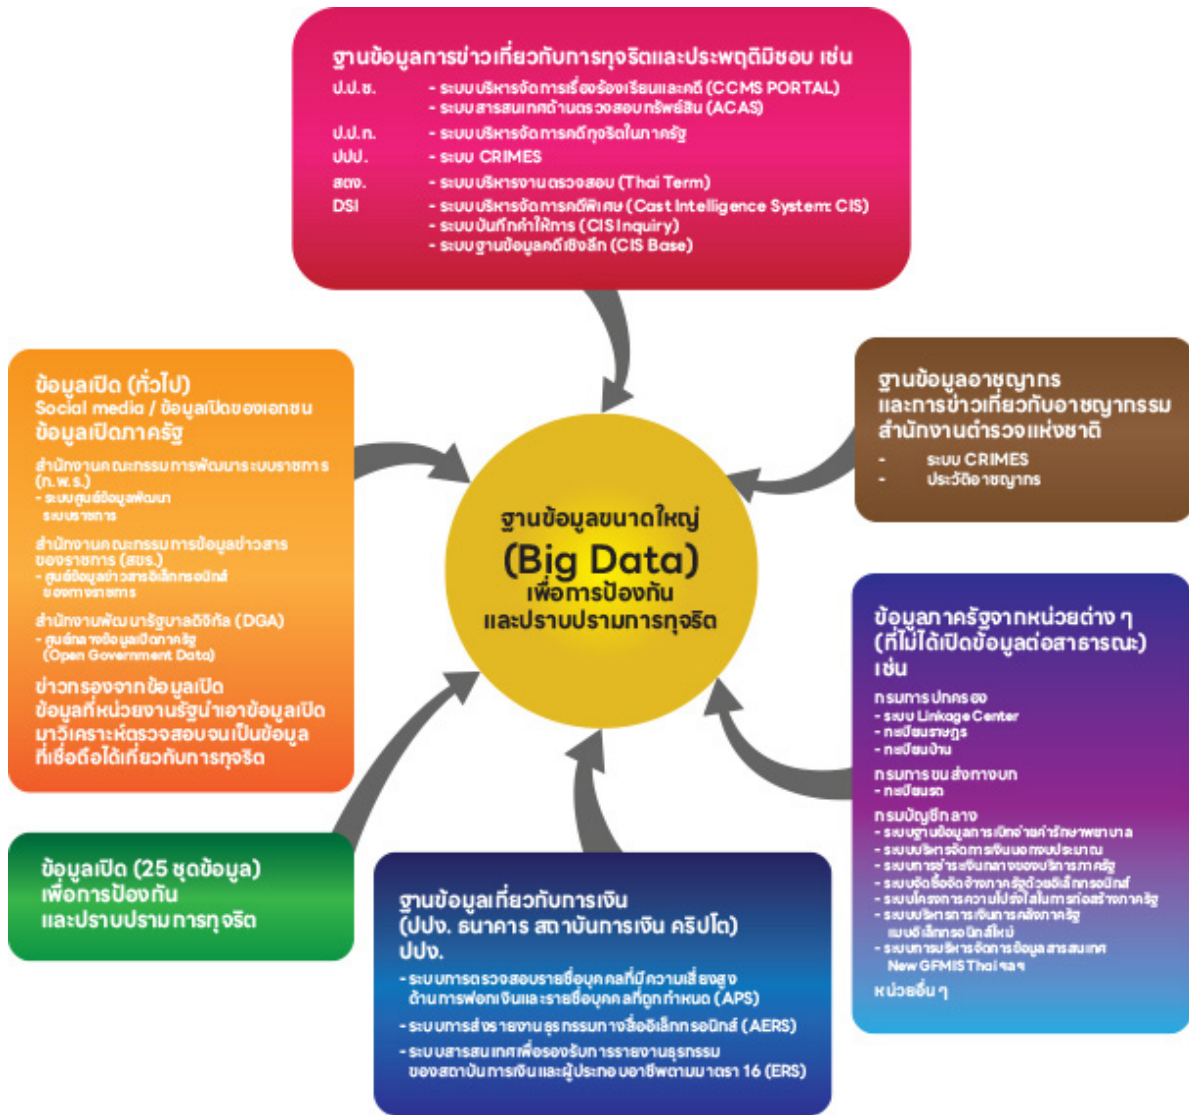 ฐานข้อมูลการข่าวเกี่ยวกับการทุจริตและประพฤติมิชอบ เช่น
ป.ป.ช. - ระบบบริหารจัดการเรื่องร้องเรียนและคดี (CCMS PORTAL)
- ระบบสารสนเทศด้านตรวจสอบทรัพย์สิน (ACAS)
ป.ป.ท. - ระบบบริหารจัดการคดีทุจริตในภาครัฐ
ปปป. - ระบบ CRIMES
สตง. - ระบบบริหารงานตรวจสอบ (Thai Term)
DSI - ระบบบริหารจัดการคดีพิเศษ (Cast Intelligence System: CIS)
- ระบบบันทึกคำให้การ (CIS Inquiry)
- ระบบฐานข้อมูลคดีเชิงลึก (CIS Base)
ข้อมูลเปิด (ทั่วไป)
Social media / ข้อมูลเปิดของเอกชน
ข้อมูลเปิดภาครัฐ
สำนักงานคณะกรรมการพัฒนาระบบราชการ
(ก.พ.ร.)
- ระบบศูนย์ข้อมูลพัฒนา
ระบบราชการ
สำนักงานคณะกรรมการข้อมูลข่าวสาร
ของราชการ (สขร.)
- ศูนย์ข้อมูลข่าวสารอิเล็กทรอนิกส์
ของทางราชการ
สำนักงานพัฒนารัฐบาลดิจิทัล (DGA)
- ศูนย์กลางข้อมูลเปิดภาครัฐ
(Open Government Data)
ข่าวกรองจากข้อมูลเปิด
ข้อมูลที่หน่วยงานรัฐนำเอาข้อมูลเปิด
มาวิเคราะห์ตรวจสอบจนเป็นข้อมูล
ที่เชื่อถือได้เกี่ยวกับการทุจริต
ฐานข้อมูลขนาดใหญ่
(Big Data)
เพื่อการป้องกัน
และปราบปรามการทุจริต
ฐานข้อมูลอาชญากร
และการข่าวเกี่ยวกับอาชญากรรม
สำนักงานตำรวจแห่งชาติ
- ระบบ CRIMES
- ประวัติอาชญากร
ข้อมูลภาครัฐจากหน่วยต่าง ๆ
(ที่ไม่ได้เปิดข้อมูลต่อสาธารณะ)
เช่น
กรมการปกครอง
- ระบบ Linkage Center
- ทะเบียนราษฎร
- ทะเบียนบ้าน
กรมการขนส่งทางบก
- ทะเบียนรถ
กรมบัญชีกลาง
- ระบบฐานข้อมูลการเบิกจ่ายค่ารักษาพยาบาล
- ระบบบริหารจัดการเงินนอกงบประมาณ
- ระบบการชำระเงินกลางของบริการภาครัฐ
- ระบบจัดซื้อจัดจ้างภาครัฐด้วยอิเล็กทรอนิกส์
- ระบบโครงการความโปร่งใสในการก่อสร้างภาครัฐ
- ระบบบริหารการเงินการคลังภาครัฐ
แบบอิเล็กทรอนิกส์ใหม่
- ระบบการบริหารจัดการข้อมูลสารสนเทศ
New GFMIS Thai ฯลฯ
หน่วยอื่น ๆ
ข้อมูลเปิด (25 ชุดข้อมูล)
เพื่อการป้องกัน
และปราบปรามการทุจริต
ฐานข้อมูลเกี่ยวกับการเงิน
(ปปง. ธนาคาร สถาบันการเงิน คริปโต)
ปปง.
- ระบบการตรวจสอบรายชื่อบุคคลที่มีความเสี่ยงสูง
ด้านการฟอกเงินและรายชื่อบุคคลที่ถูกกำหนด (APS)
- ระบบการส่งรายงานธุรกรรมทางสื่ออิเล็กทรอนิกส์ (AERS)
- ระบบสารสนเทศเพื่อรองรับการรายงานธุรกรรม
ของสถาบันการเงินและผู้ประกอบอาชีพตามมาตรา 16 (ERS)